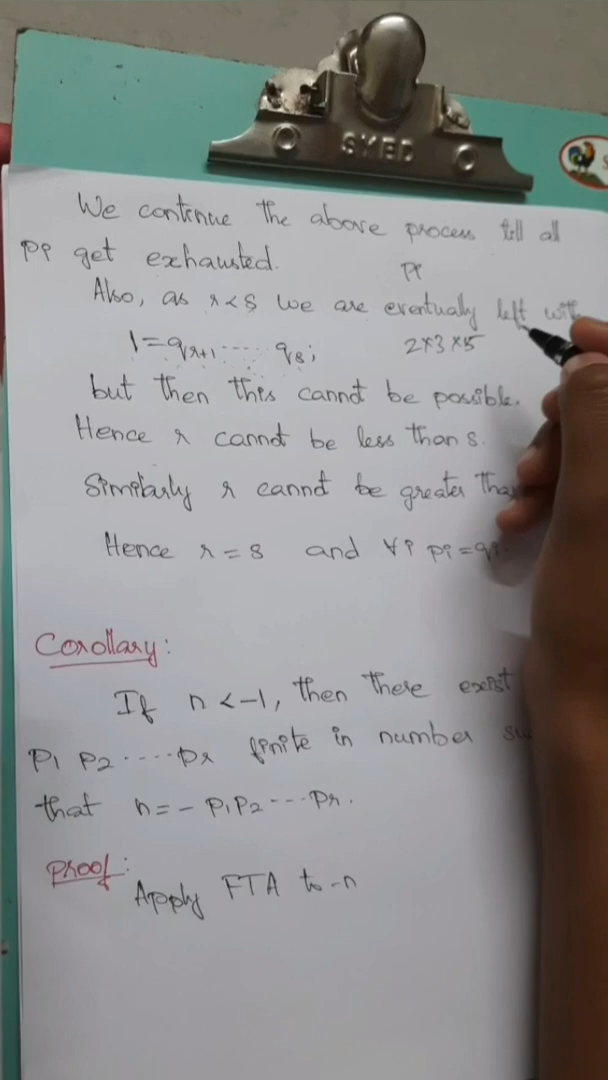 SKED
We continue the above process till all
pi get exhausted.
Also, as r<s we are eventually left with
1=qr+1 ..... qs;
2×3×5
but then this cannot be possible.
Hence r cannot be less than s.
Similarly r cannot be greater than
Hence r=s and ∀i pi=qi.
Corollary:
If n<-1, then there exist
P1 P2 ..... Pr finite in number su
that n=- P1P2 ... Pr.
Proof:
Apply FTA to -n